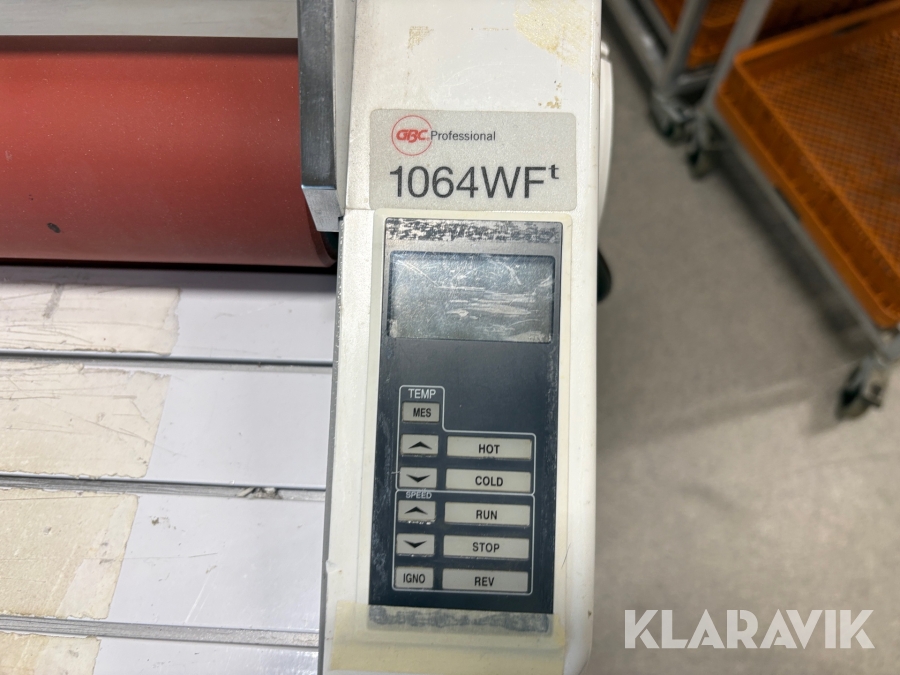 GBC Professional
1064WFt
TEMP
MES
HOT
COLD
SPEED
RUN
STOP
IGNO
REV
KLARAVIK